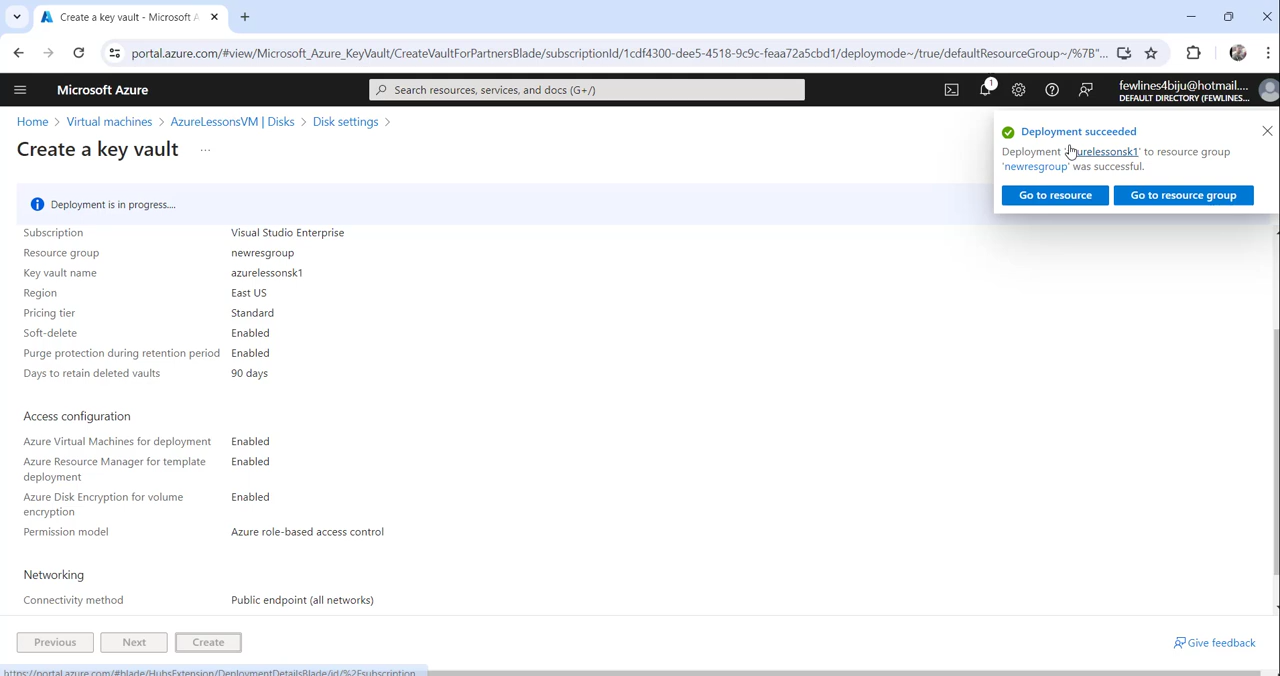 Create a key vault - Microsoft A
portal.azure.com/#view/Microsoft_Azure_KeyVault/CreateVaultForPartnersBlade/subscriptionId/1cdf4300-dee5-4518-9c9c-feaa72a5cbd1/deploymode~/true/defaultResourceGroup~/%7B"...
Microsoft Azure
Search resources, services, and docs (G+/)
1
fewlines4biju@hotmail....
DEFAULT DIRECTORY (FEWLINES...
Home > Virtual machines > AzureLessonsVM | Disks > Disk settings >
Create a key vault ...
Deployment succeeded
Deployment 'azurelessonsk1' to resource group
'newresgroup' was successful.
Go to resource
Go to resource group
Deployment is in progress....
Subscription Visual Studio Enterprise
Resource group newresgroup
Key vault name azurelessonsk1
Region East US
Pricing tier Standard
Soft-delete Enabled
Purge protection during retention period Enabled
Days to retain deleted vaults 90 days
Access configuration
Azure Virtual Machines for deployment Enabled
Azure Resource Manager for template Enabled
deployment
Azure Disk Encryption for volume Enabled
encryption
Permission model Azure role-based access control
Networking
Connectivity method Public endpoint (all networks)
Previous
Next
Create
Give feedback
https://portal.azure.com/#blade/HubsExtension/DeploymentDetailsBlade/id/%2Fsubscription...